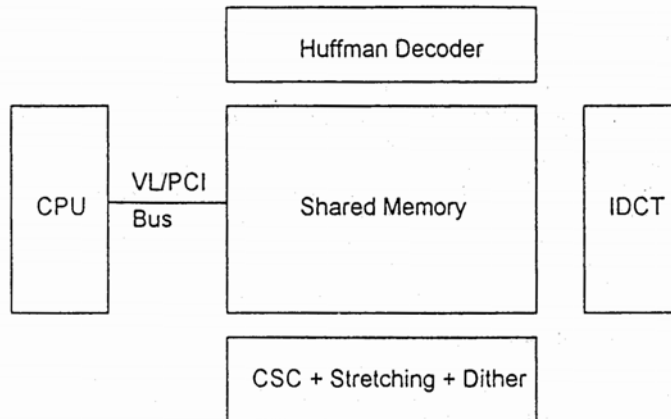 Huffman Decoder
VL/PCI
CPU
Shared Memory
IDCT
Bus
CSC + Stretching + Dither